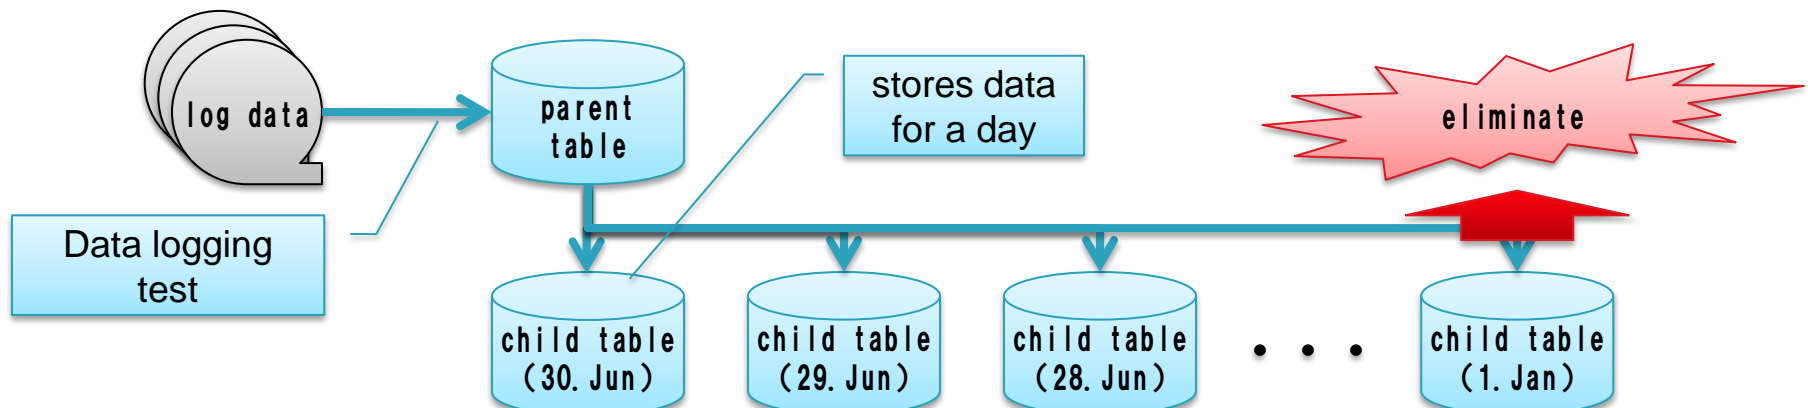 log data
parent
table
stores data
for a day
eliminate
Data logging
test
child table
(30. Jun)
child table
(29. Jun)
child table
(28. Jun)
• • •
child table
(1. Jan)